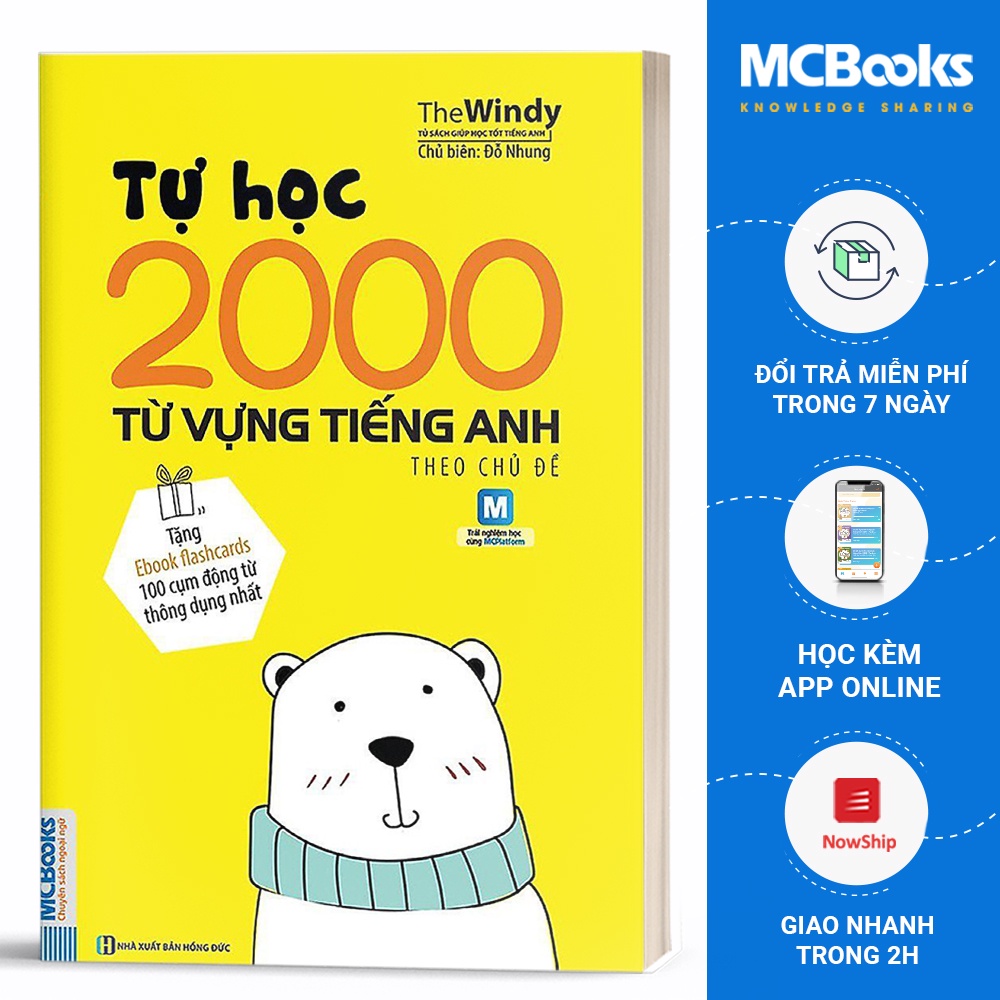 TheWindy
TỦ SÁCH GIÚP HỌC TỐT TIẾNG ANH
Chủ biên: Đỗ Nhung
Tự học
2000
TỪ VỰNG TIẾNG ANH
THEO CHỦ ĐỀ
M
Trải nghiệm học
cùng MCPlatform
Tặng
Ebook flashcards
100 cụm động từ
thông dụng nhất
MCBOOKS
Chuyên sách ngoại ngữ
NHÀ XUẤT BẢN HỒNG ĐỨC
MCBooks
KNOWLEDGE SHARING
ĐỔI TRẢ MIỄN PHÍ
TRONG 7 NGÀY
HỌC KÈM
APP ONLINE
NowShip
GIAO NHANH
TRONG 2H